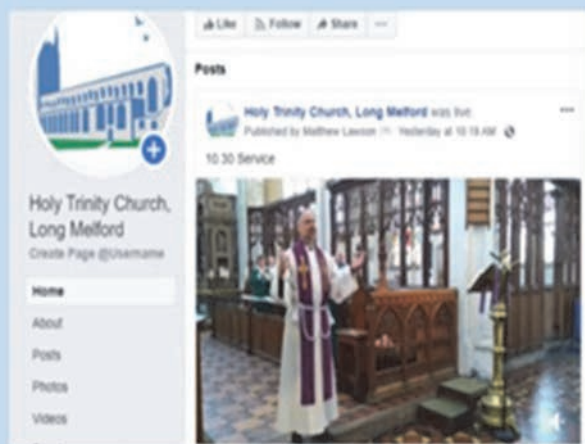 Like Follow Share
Posts
Holy Trinity Church, Long Melford was live.
Published by Matthew Lawson Yesterday at 10:19 AM
10.30 Service
Holy Trinity Church,
Long Melford
Create Page @Username
Home
About
Posts
Photos
Videos